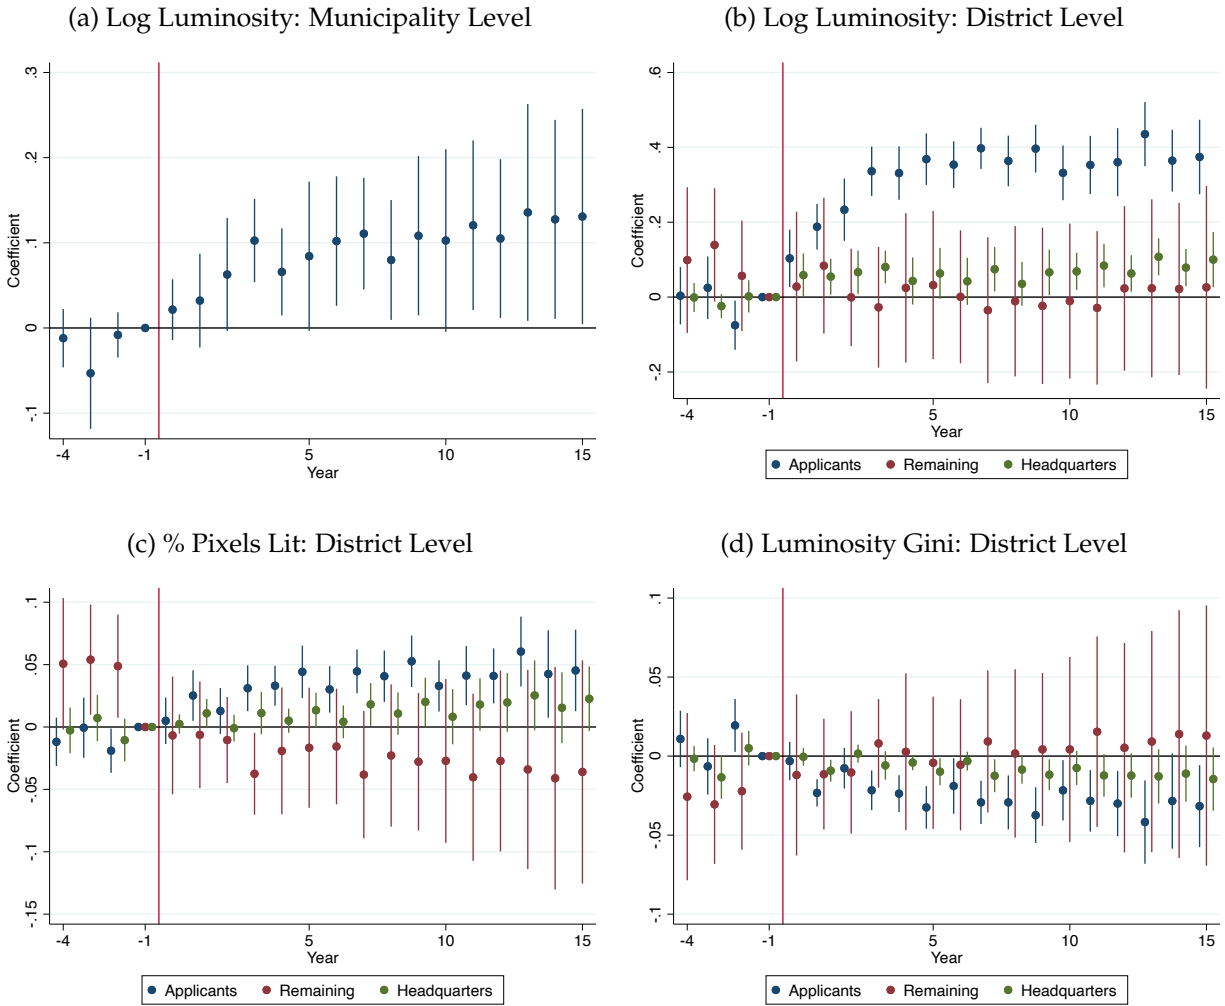 (a) Log Luminosity: Municipality Level
.3
.2
.1
0
-.1
Coefficient
-4 -1 5 10 15
Year
(b) Log Luminosity: District Level
.6
.4
.2
0
-.2
Coefficient
-4 -1 5 10 15
Year
Applicants Remaining Headquarters
(c) % Pixels Lit: District Level
.1
.05
0
-.05
-.1
-.15
Coefficient
-4 -1 5 10 15
Year
Applicants Remaining Headquarters
(d) Luminosity Gini: District Level
.1
.05
0
-.05
-.1
Coefficient
-4 -1 5 10 15
Year
Applicants Remaining Headquarters